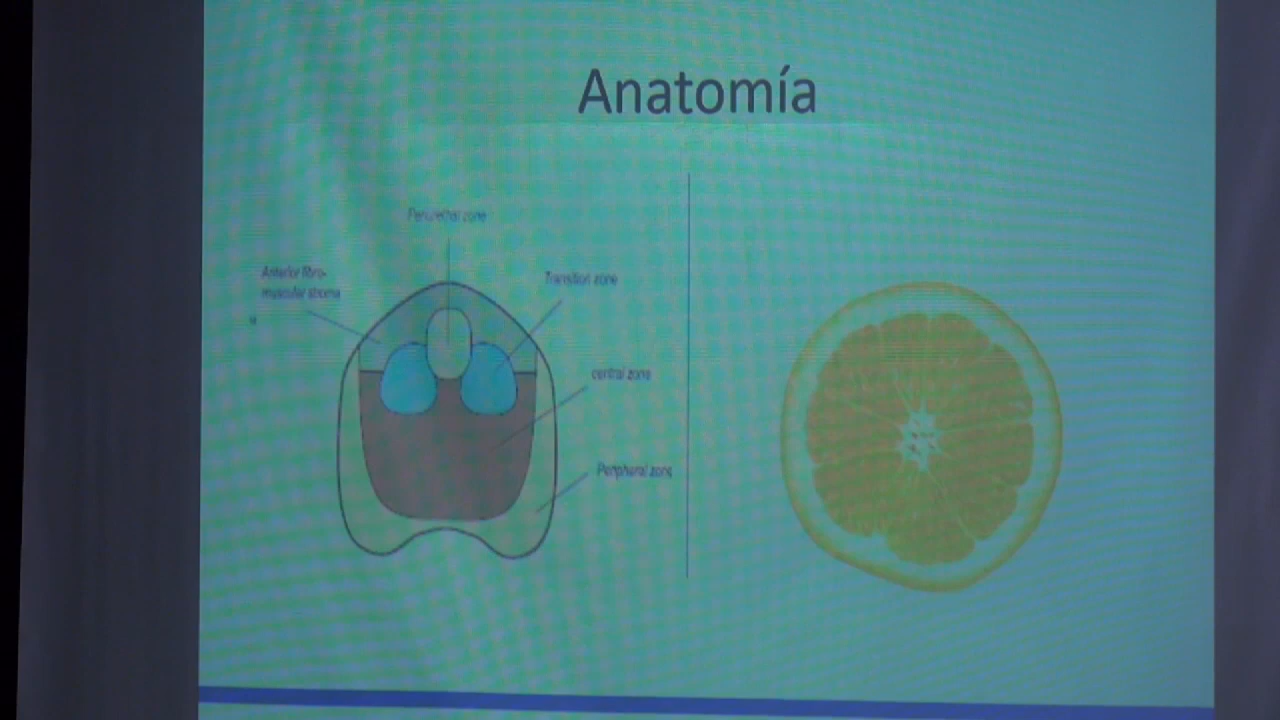 Anatomía
Periurethral zone
Anterior fibro-
muscular stroma
Transition zone
central zone
Peripheral zone